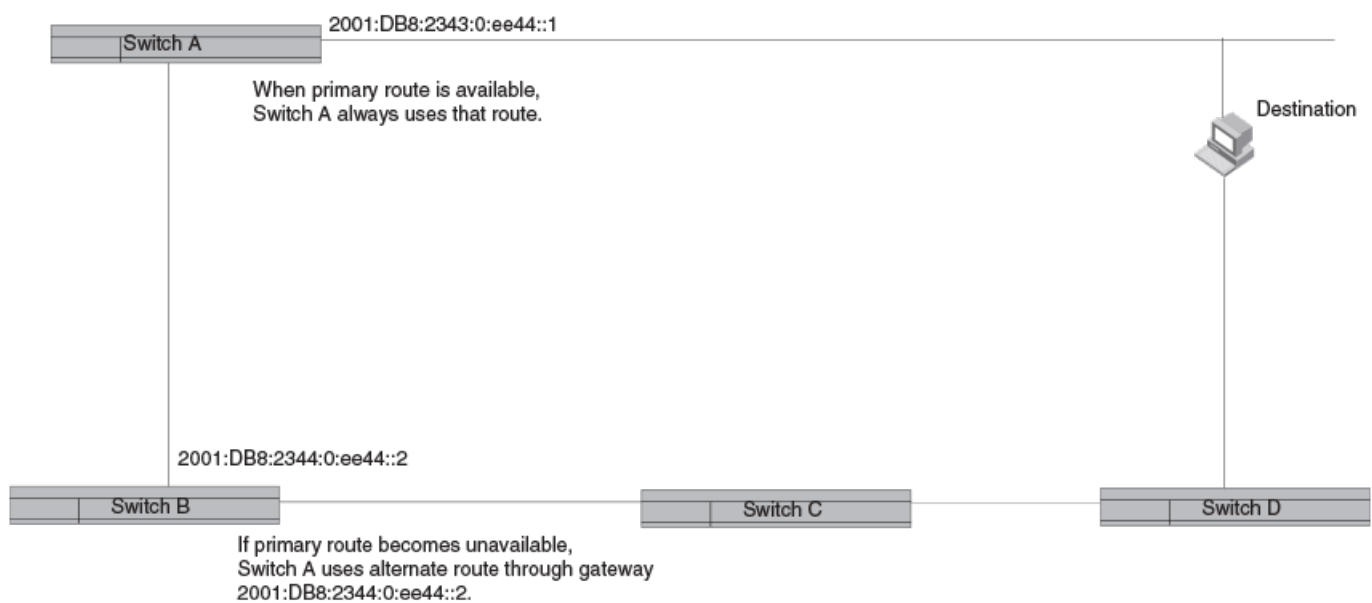 2001:DB8:2343:0:ee44::1
Switch A
When primary route is available,
Switch A always uses that route.
Destination
2001:DB8:2344:0:ee44::2
Switch B
Switch C
Switch D
If primary route becomes unavailable,
Switch A uses alternate route through gateway
2001:DB8:2344:0:ee44::2.